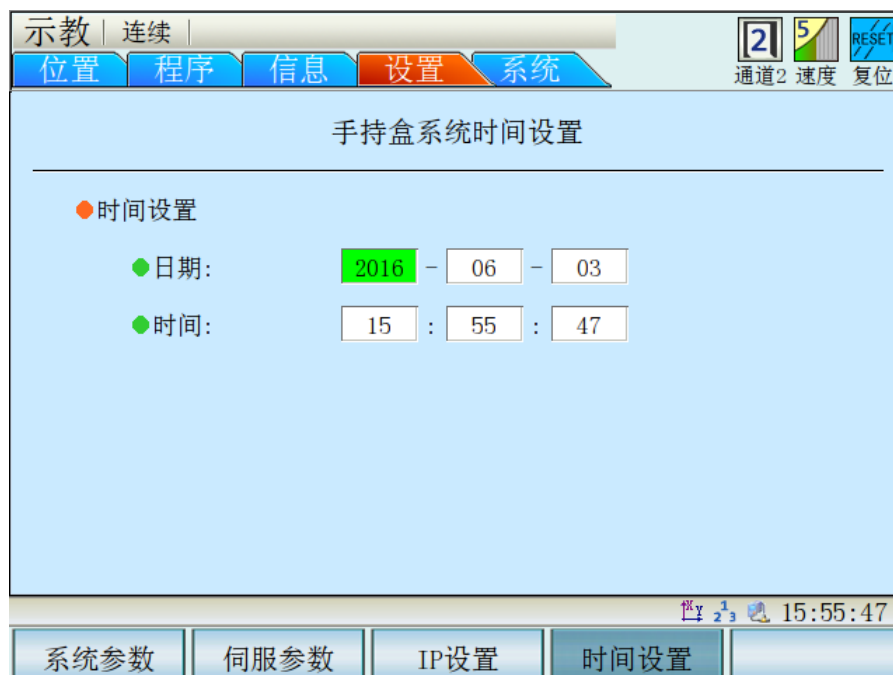 示教 连续
2 5 RESET
通道2 速度 复位
位置 程序 信息 设置 系统
手持盒系统时间设置
时间设置
日期: 2016 - 06 - 03
时间: 15 : 55 : 47
XY 213 15:55:47
系统参数 伺服参数 IP设置 时间设置